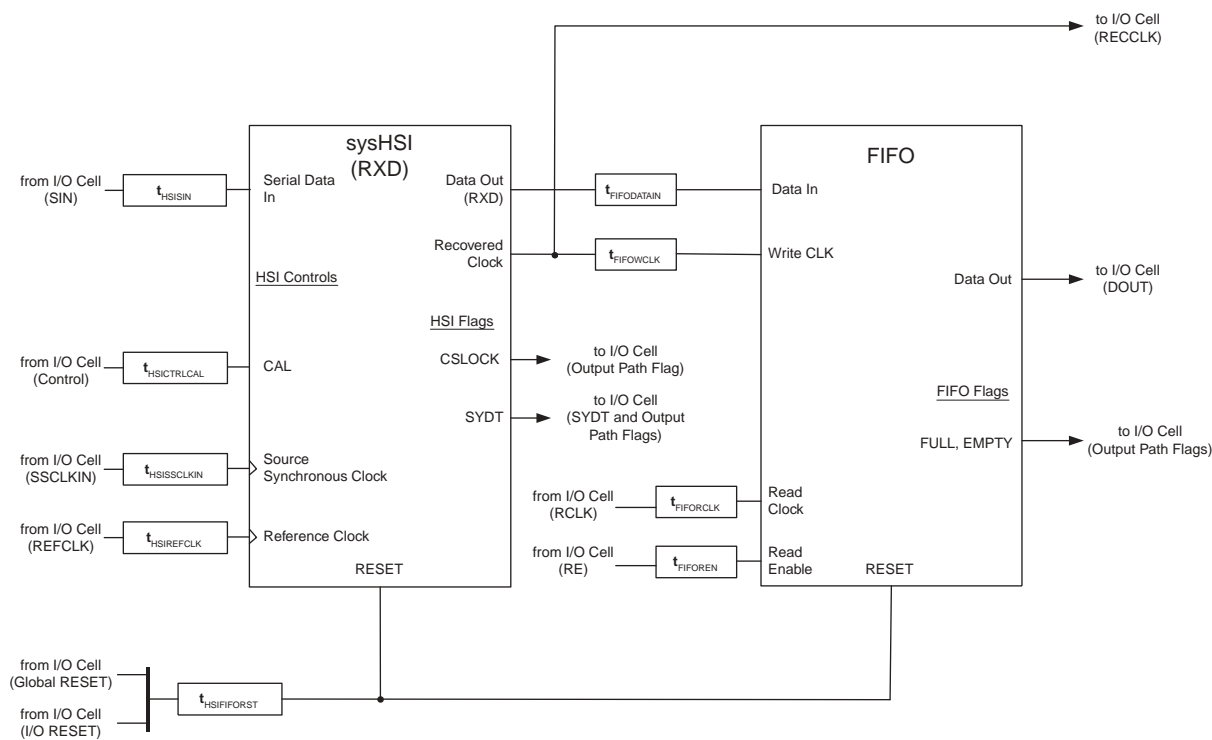 to I/O Cell
(RECCLK)
sysHSI
(RXD)
FIFO
from I/O Cell
(SIN)
tHSISIN
Serial Data
In
Data Out
(RXD)
tFIFODATAIN
Data In
Recovered
Clock
tFIFOWCLK
Write CLK
HSI Controls
Data Out
to I/O Cell
(DOUT)
HSI Flags
from I/O Cell
(Control)
tHSICTRLCAL
CAL
CSLOCK
to I/O Cell
(Output Path Flag)
FIFO Flags
SYDT
to I/O Cell
(SYDT and Output
Path Flags)
FULL, EMPTY
to I/O Cell
(Output Path Flags)
from I/O Cell
(SSCLKIN)
tHSISSCLKIN
Source
Synchronous Clock
from I/O Cell
(RCLK)
tFIFORCLK
Read
Clock
from I/O Cell
(REFCLK)
tHSIREFCLK
Reference Clock
from I/O Cell
(RE)
tFIFOREN
Read
Enable
RESET
RESET
from I/O Cell
(Global RESET)
tHSIFIFORST
from I/O Cell
(I/O RESET)